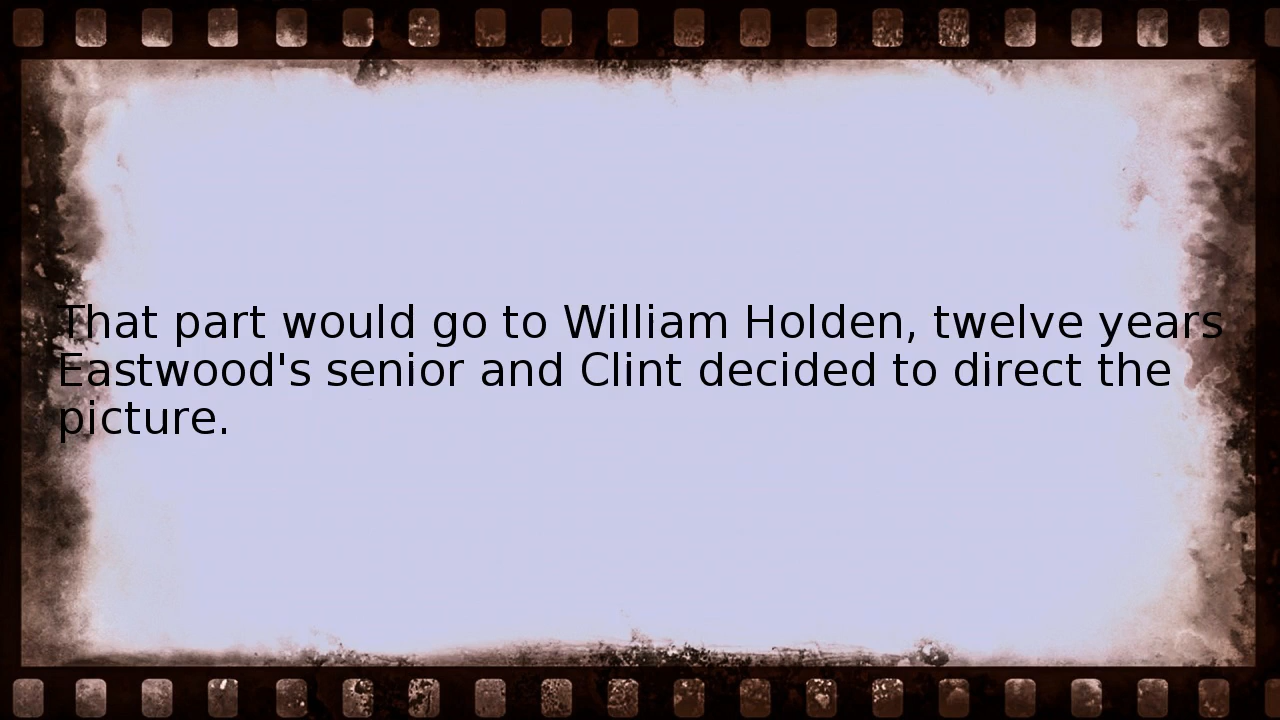 That part would go to William Holden, twelve years
Eastwood's senior and Clint decided to direct the
picture.